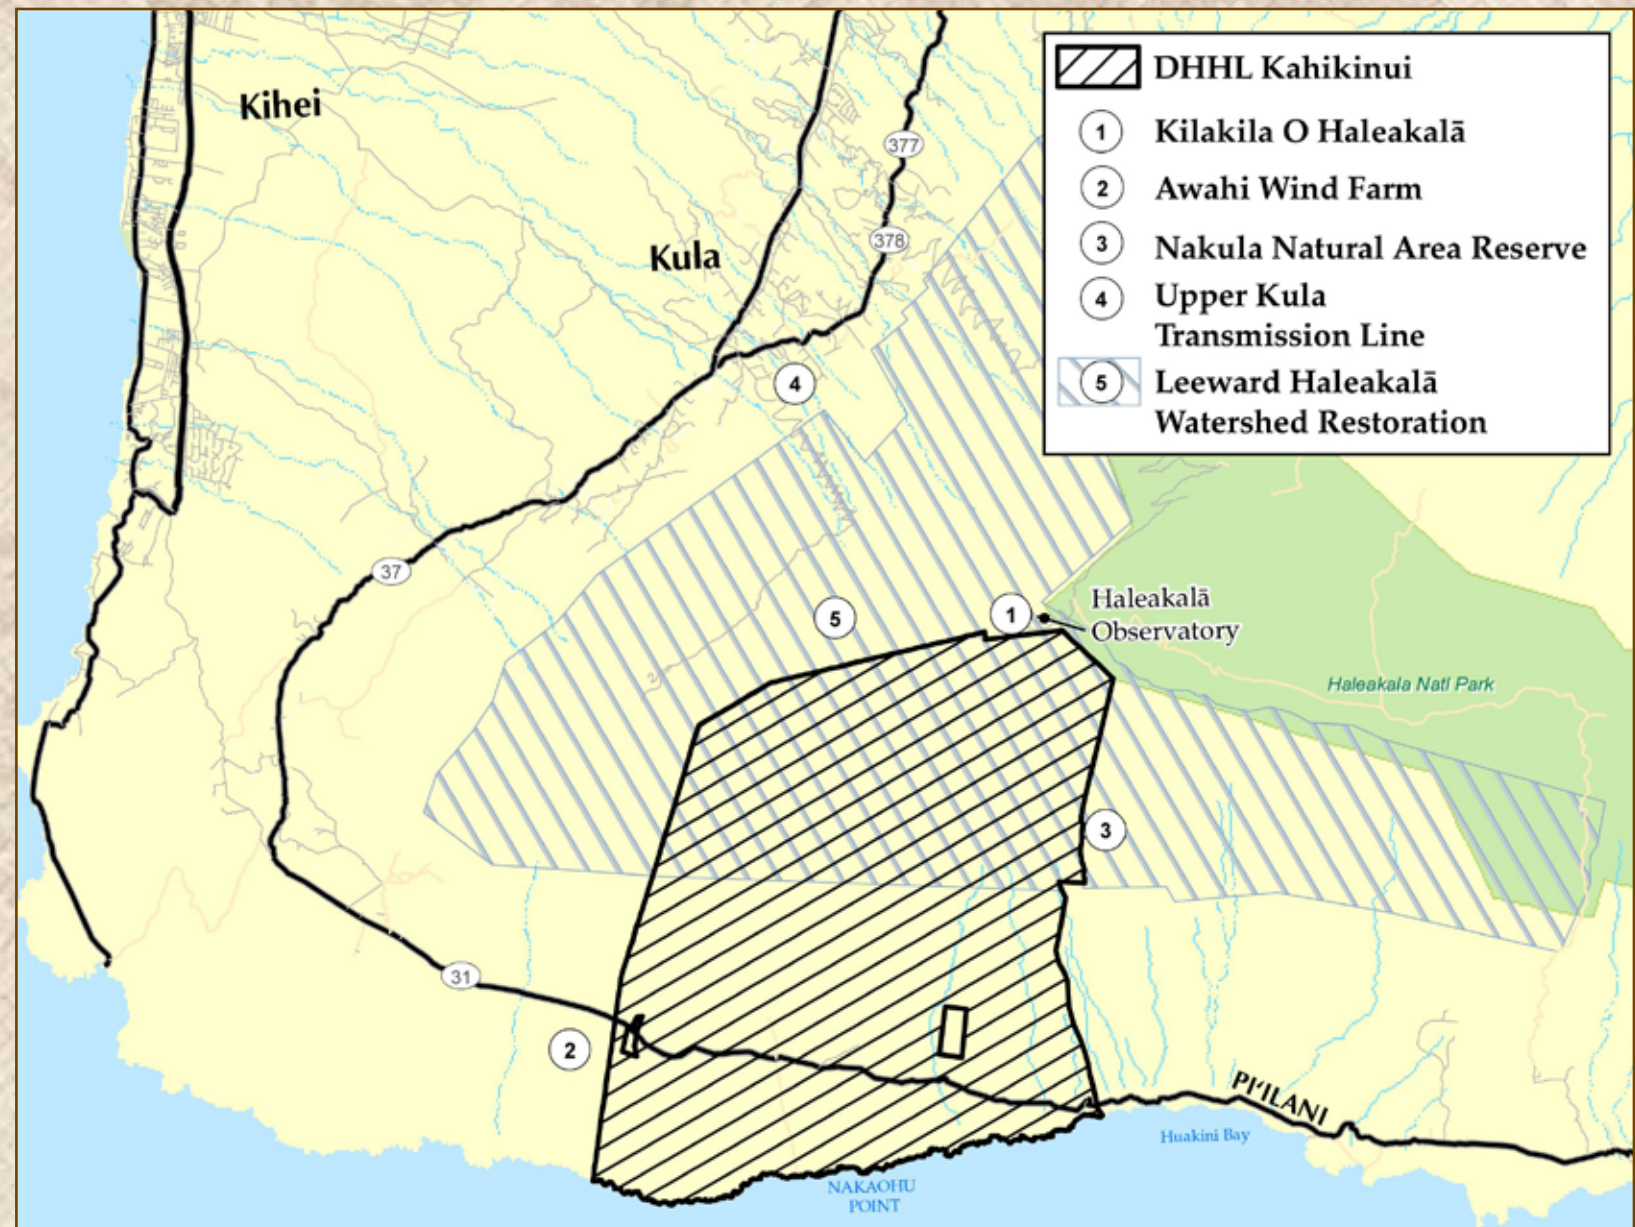 DHHL Kahikinui
1 Kilakila O Haleakalā
2 Awahi Wind Farm
3 Nakula Natural Area Reserve
4 Upper Kula
Transmission Line
5 Leeward Haleakalā
Watershed Restoration
Kihei
377
378
Kula
4
37
5
1
Haleakalā
Observatory
Haleakala Natl Park
3
31
2
PI‘ILANI
Huakini Bay
NAKAOHU
POINT